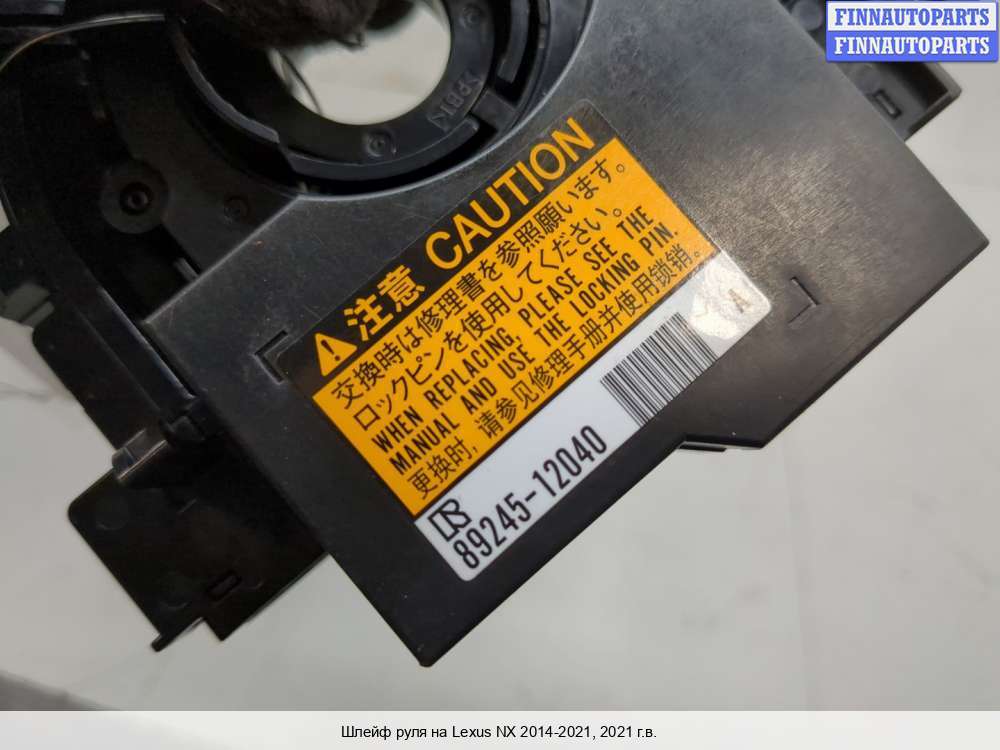 FINNAUTOPARTS
FINNAUTOPARTS
>PBT<
注意 CAUTION
交換時は修理書を参照願います。
ロックピンを使用してください。
WHEN REPLACING, PLEASE SEE THE
MANUAL AND USE THE LOCKING PIN.
更换时，请参见修理手册并使用锁销。
89245-12040
A
Шлейф руля на Lexus NX 2014-2021, 2021 г.в.